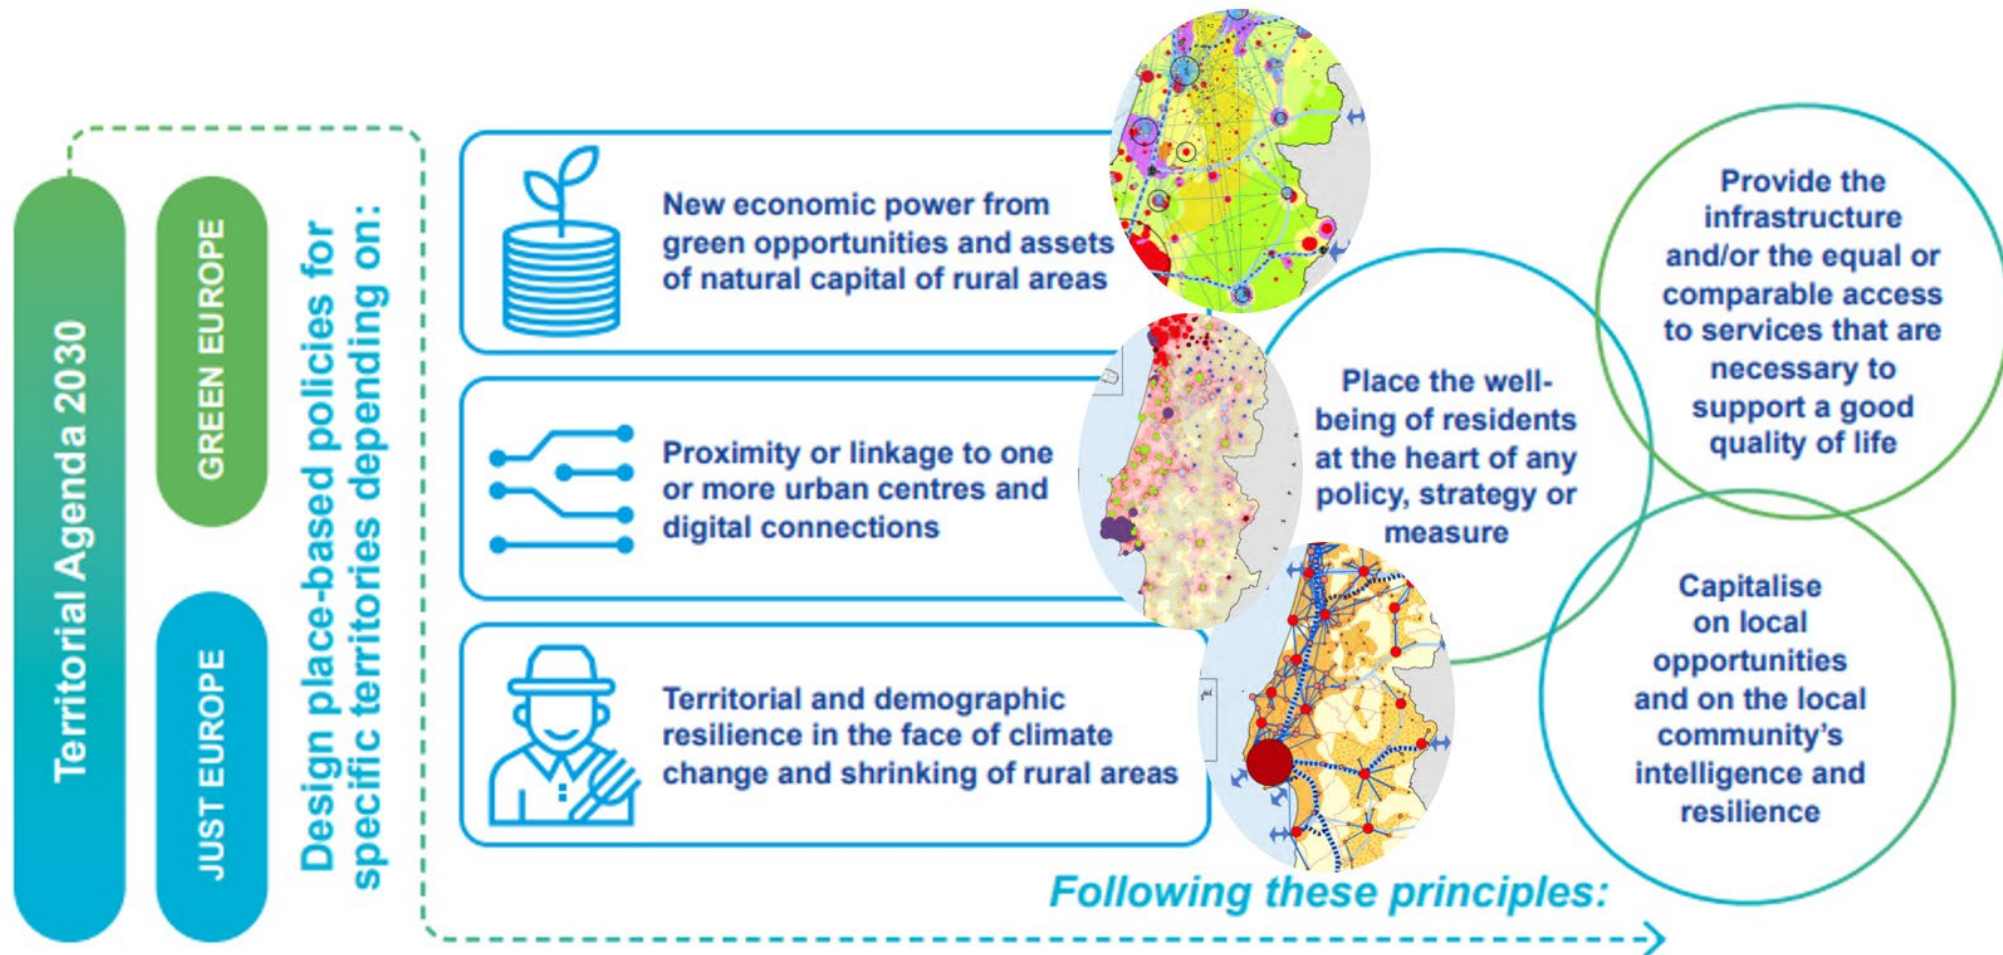 Territorial Agenda 2030
GREEN EUROPE
JUST EUROPE
Design place-based policies for
specific territories depending on:
New economic power from
green opportunities and assets
of natural capital of rural areas
Proximity or linkage to one
or more urban centres and
digital connections
Territorial and demographic
resilience in the face of climate
change and shrinking of rural areas
Following these principles:
Place the well-
being of residents
at the heart of any
policy, strategy or
measure
Provide the
infrastructure
and/or the equal or
comparable access
to services that are
necessary to
support a good
quality of life
Capitalise
on local
opportunities
and on the local
community's
intelligence and
resilience